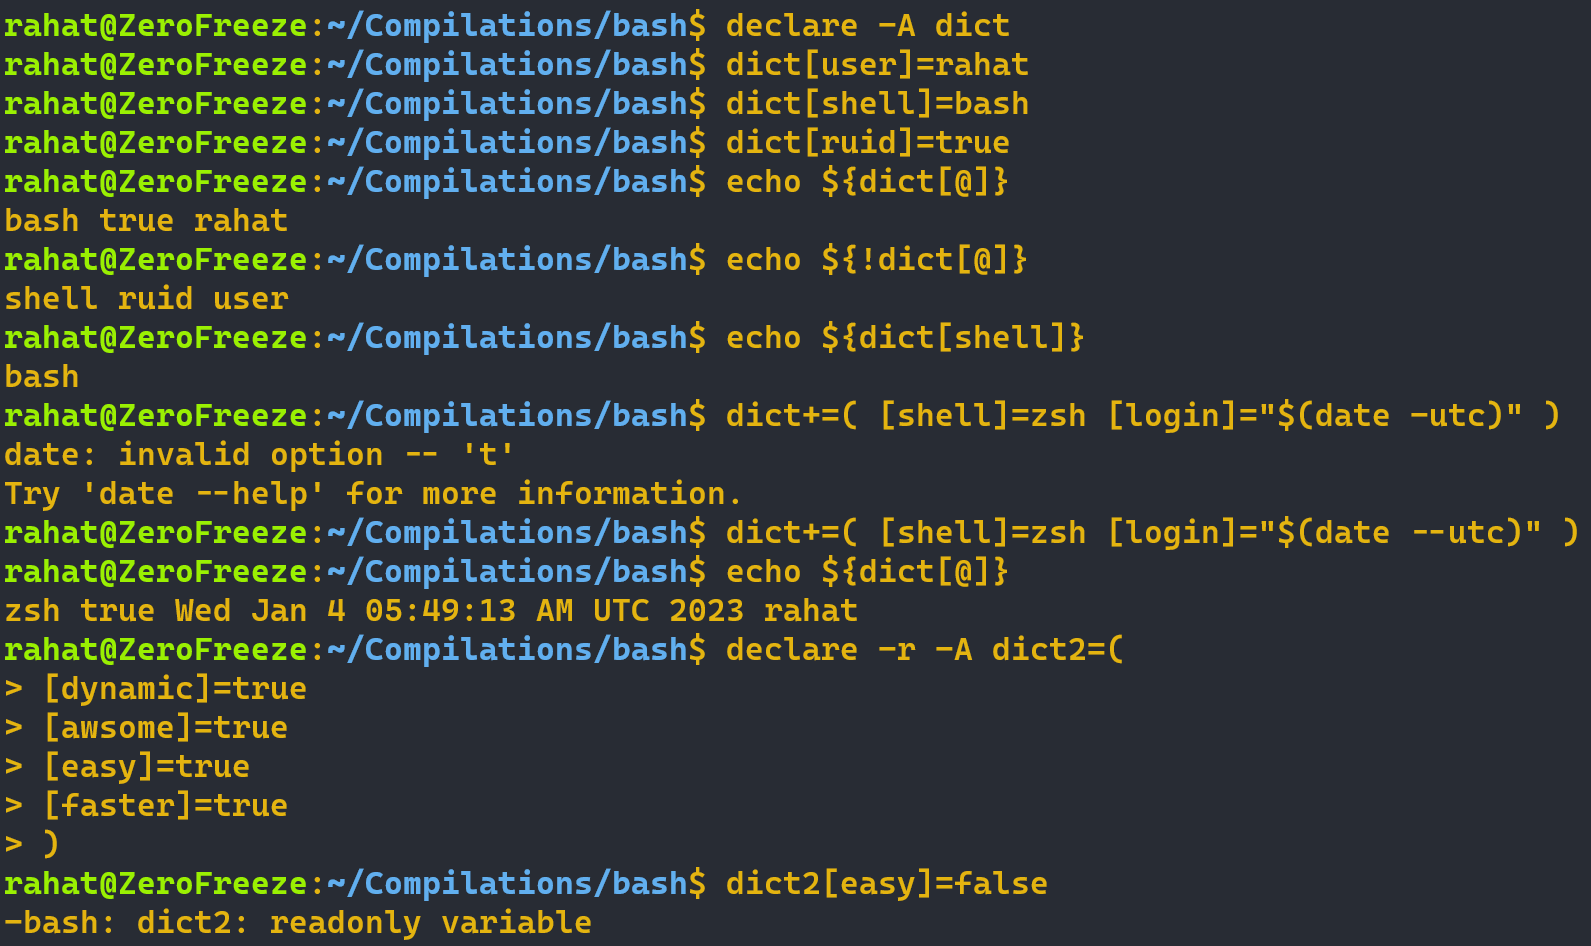 rahat@ZeroFreeze:~/Compilations/bash$ declare -A dict
rahat@ZeroFreeze:~/Compilations/bash$ dict[user]=rahat
rahat@ZeroFreeze:~/Compilations/bash$ dict[shell]=bash
rahat@ZeroFreeze:~/Compilations/bash$ dict[ruid]=true
rahat@ZeroFreeze:~/Compilations/bash$ echo ${dict[@]}
bash true rahat
rahat@ZeroFreeze:~/Compilations/bash$ echo ${!dict[@]}
shell ruid user
rahat@ZeroFreeze:~/Compilations/bash$ echo ${dict[shell]}
bash
rahat@ZeroFreeze:~/Compilations/bash$ dict+=( [shell]=zsh [login]="$(date -utc)" )
date: invalid option -- 't'
Try 'date --help' for more information.
rahat@ZeroFreeze:~/Compilations/bash$ dict+=( [shell]=zsh [login]="$(date --utc)" )
rahat@ZeroFreeze:~/Compilations/bash$ echo ${dict[@]}
zsh true Wed Jan 4 05:49:13 AM UTC 2023 rahat
rahat@ZeroFreeze:~/Compilations/bash$ declare -r -A dict2=(
> [dynamic]=true
> [awsome]=true
> [easy]=true
> [faster]=true
> )
rahat@ZeroFreeze:~/Compilations/bash$ dict2[easy]=false
-bash: dict2: readonly variable